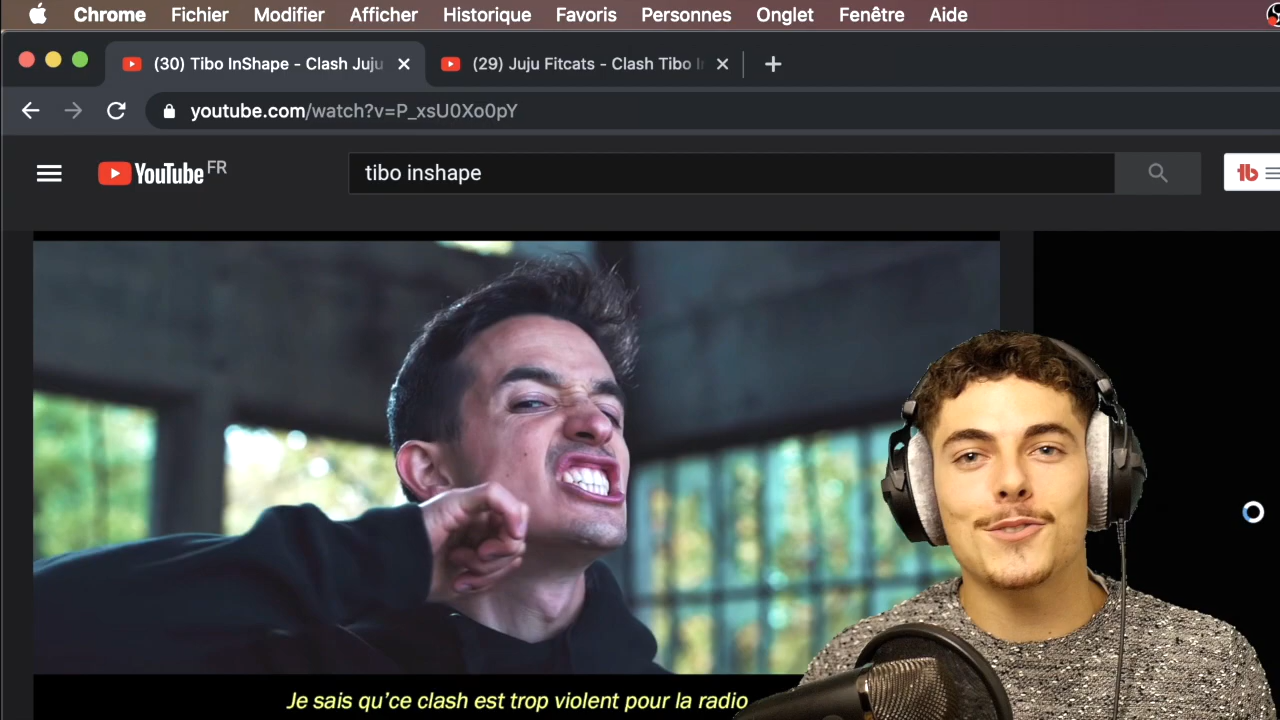 Chrome Fichier Modifier Afficher Historique Favoris Personnes Onglet Fenêtre Aide
(30) Tibo InShape - Clash Juju
(29) Juju Fitcats - Clash Tibo In
youtube.com/watch?v=P_xsU0Xo0pY
YouTube FR
tibo inshape
tb
Je sais qu'ce clash est trop violent pour la radio